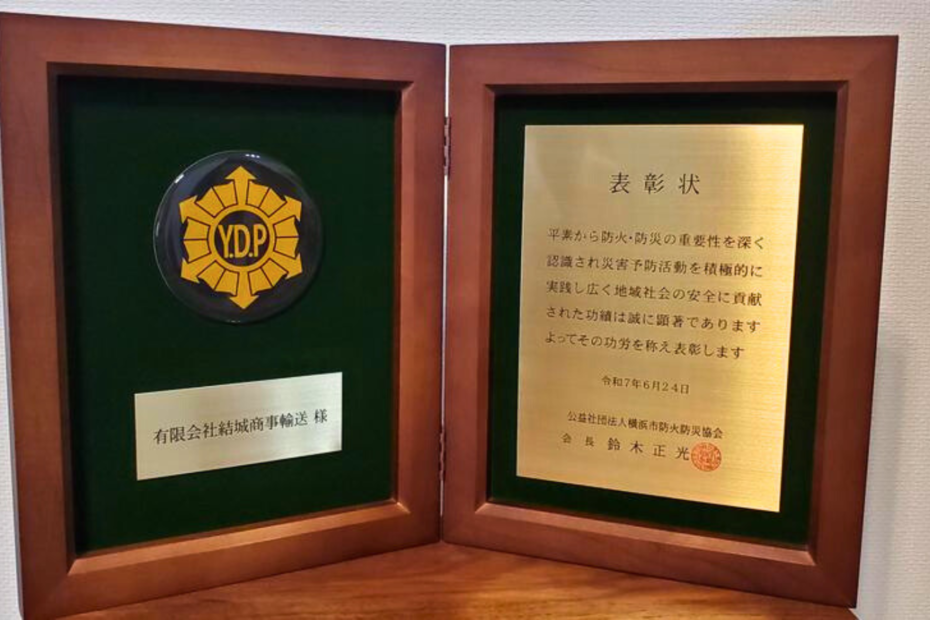 Y.D.P
有限会社結城商事輸送 様
表彰状
平素から防火・防災の重要性を深く
認識され災害予防活動を積極的に
実践し広く地域社会の安全に貢献
された功績は誠に顕著であります
よってその功労を称え表彰します
令和7年6月24日
公益社団法人横浜市防火防災協会
会長 鈴木正光